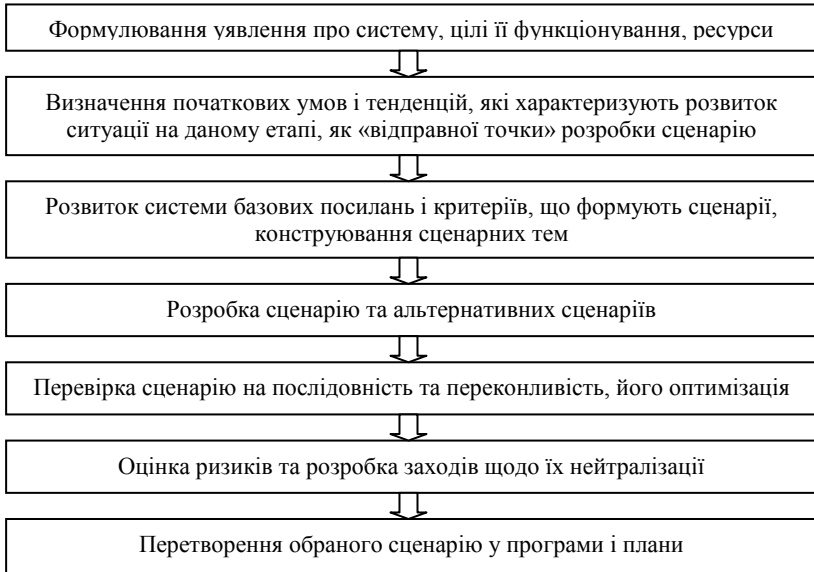 Формулювання уявлення про систему, цілі її функціонування, ресурси
Визначення початкових умов і тенденцій, які характеризують розвиток
ситуації на даному етапі, як «відправної точки» розробки сценарію
Розвиток системи базових посилань і критеріїв, що формують сценарії,
конструювання сценарних тем
Розробка сценарію та альтернативних сценаріїв
Перевірка сценарію на послідовність та переконливість, його оптимізація
Оцінка ризиків та розробка заходів щодо їх нейтралізації
Перетворення обраного сценарію у програми і плани